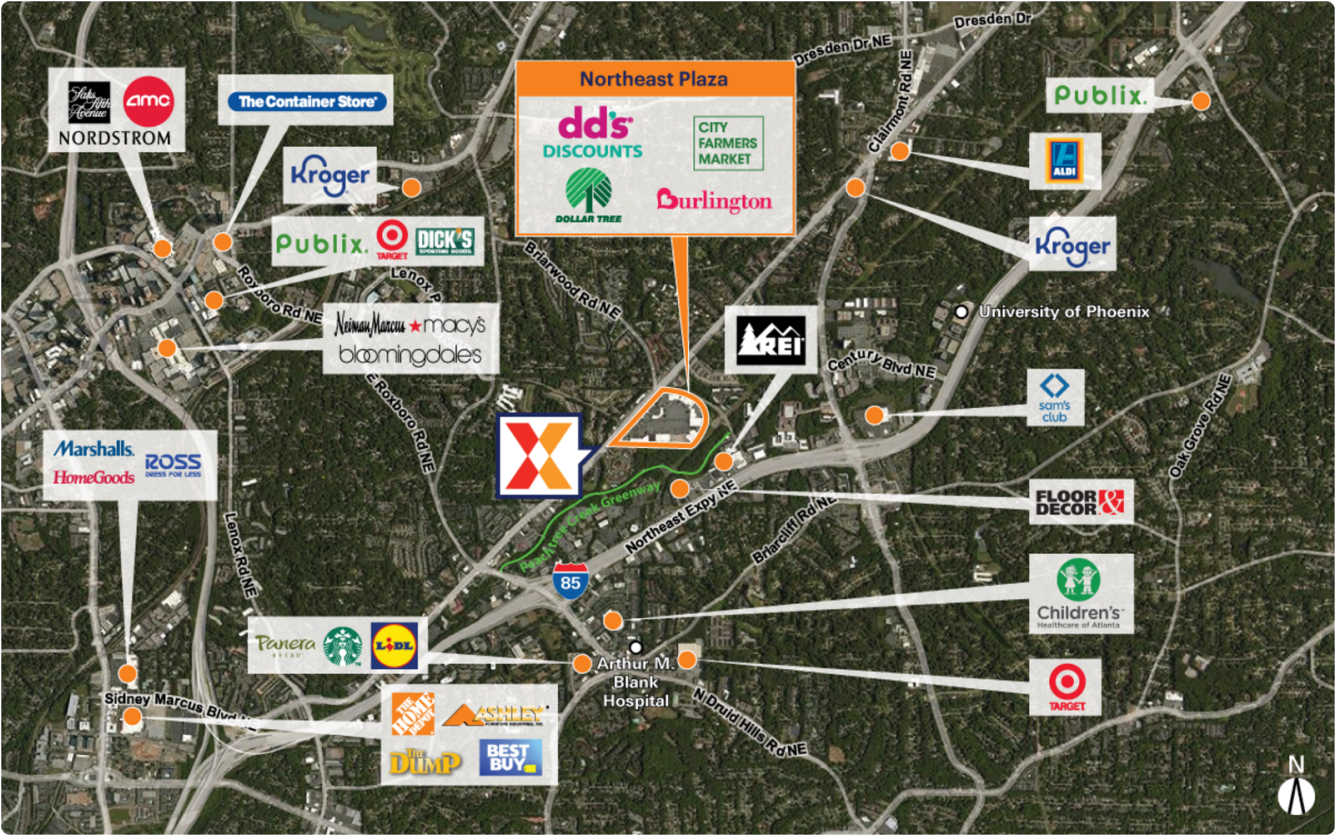 Dresden Dr
Dresden Dr NE
Clairmont Rd NE
Northeast Plaza
dd's
DISCOUNTS
CITY
FARMERS
MARKET
DOLLAR TREE
Burlington
Saks
Fifth
Avenue
amc
NORDSTROM
The Container Store
Kroger
Publix.
TARGET
DICK'S
SPORTING GOODS
Publix.
ALDI
Kroger
Roxboro Rd NE
Lenox P
Briarwood Rd NE
Neiman Marcus
macy's
bloomingdales
REI
University of Phoenix
Century Blvd NE
sam's
club
E Roxboro Rd NE
Oak Grove Rd NE
X
Marshalls.
HomeGoods
ROSS
DRESS FOR LESS
Peachtree Creek Greenway
Northeast Expy NE
Briarcliff Rd NE
FLOOR &
DECOR
Lenox Rd NE
85
Children's
Healthcare of Atlanta
Panera
BREAD
LIDL
Arthur M.
Blank
Hospital
TARGET
Sidney Marcus Blvd NE
THE
HOME
DEPOT
ASHLEY
The
DUMP
BEST
BUY
N Druid Hills Rd NE
N